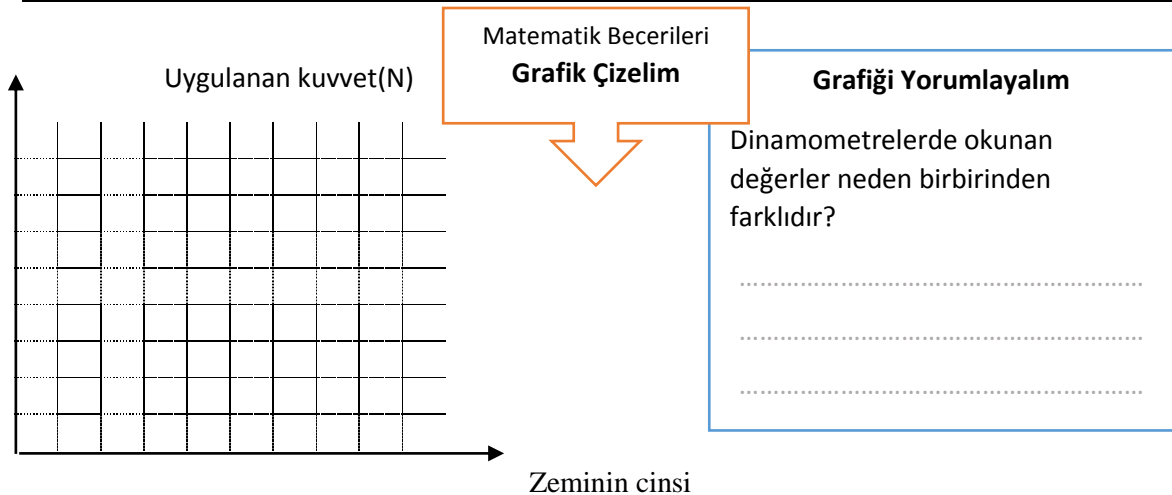 Matematik Becerileri
Grafik Çizelim
Uygulanan kuvvet(N)
Zeminin cinsi
Grafiği Yorumlayalım
Dinamometrelerde okunan
değerler neden birbirinden
farklıdır?
……………………………………………………
……………………………………………………
……………………………………………………